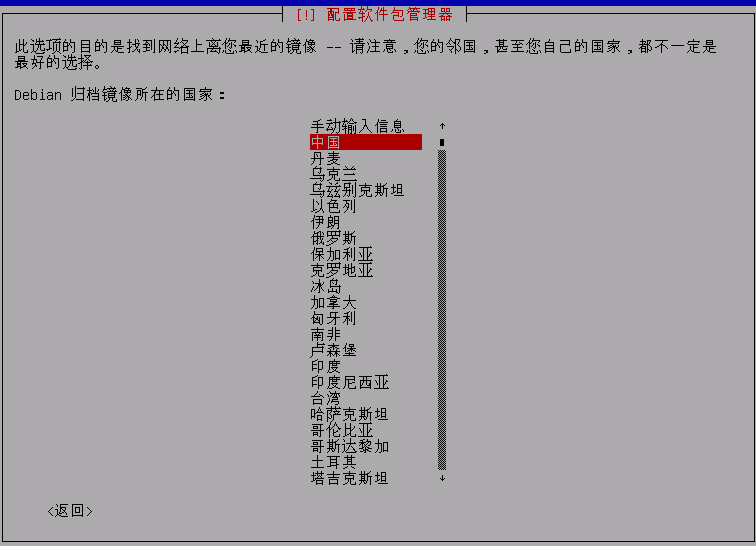 [!] 配置软件包管理器
此选项的目的是找到网络上离您最近的镜像 -- 请注意,您的邻国,甚至您自己的国家,都不一定是
最好的选择。
Debian 归档镜像所在的国家:
手动输入信息
中国
丹麦
乌克兰
乌兹别克斯坦
以色列
伊朗
俄罗斯
保加利亚
克罗地亚
冰岛
加拿大
匈牙利
南非
卢森堡
印度
印度尼西亚
台湾
哈萨克斯坦
哥伦比亚
哥斯达黎加
土耳其
塔吉克斯坦
<返回>